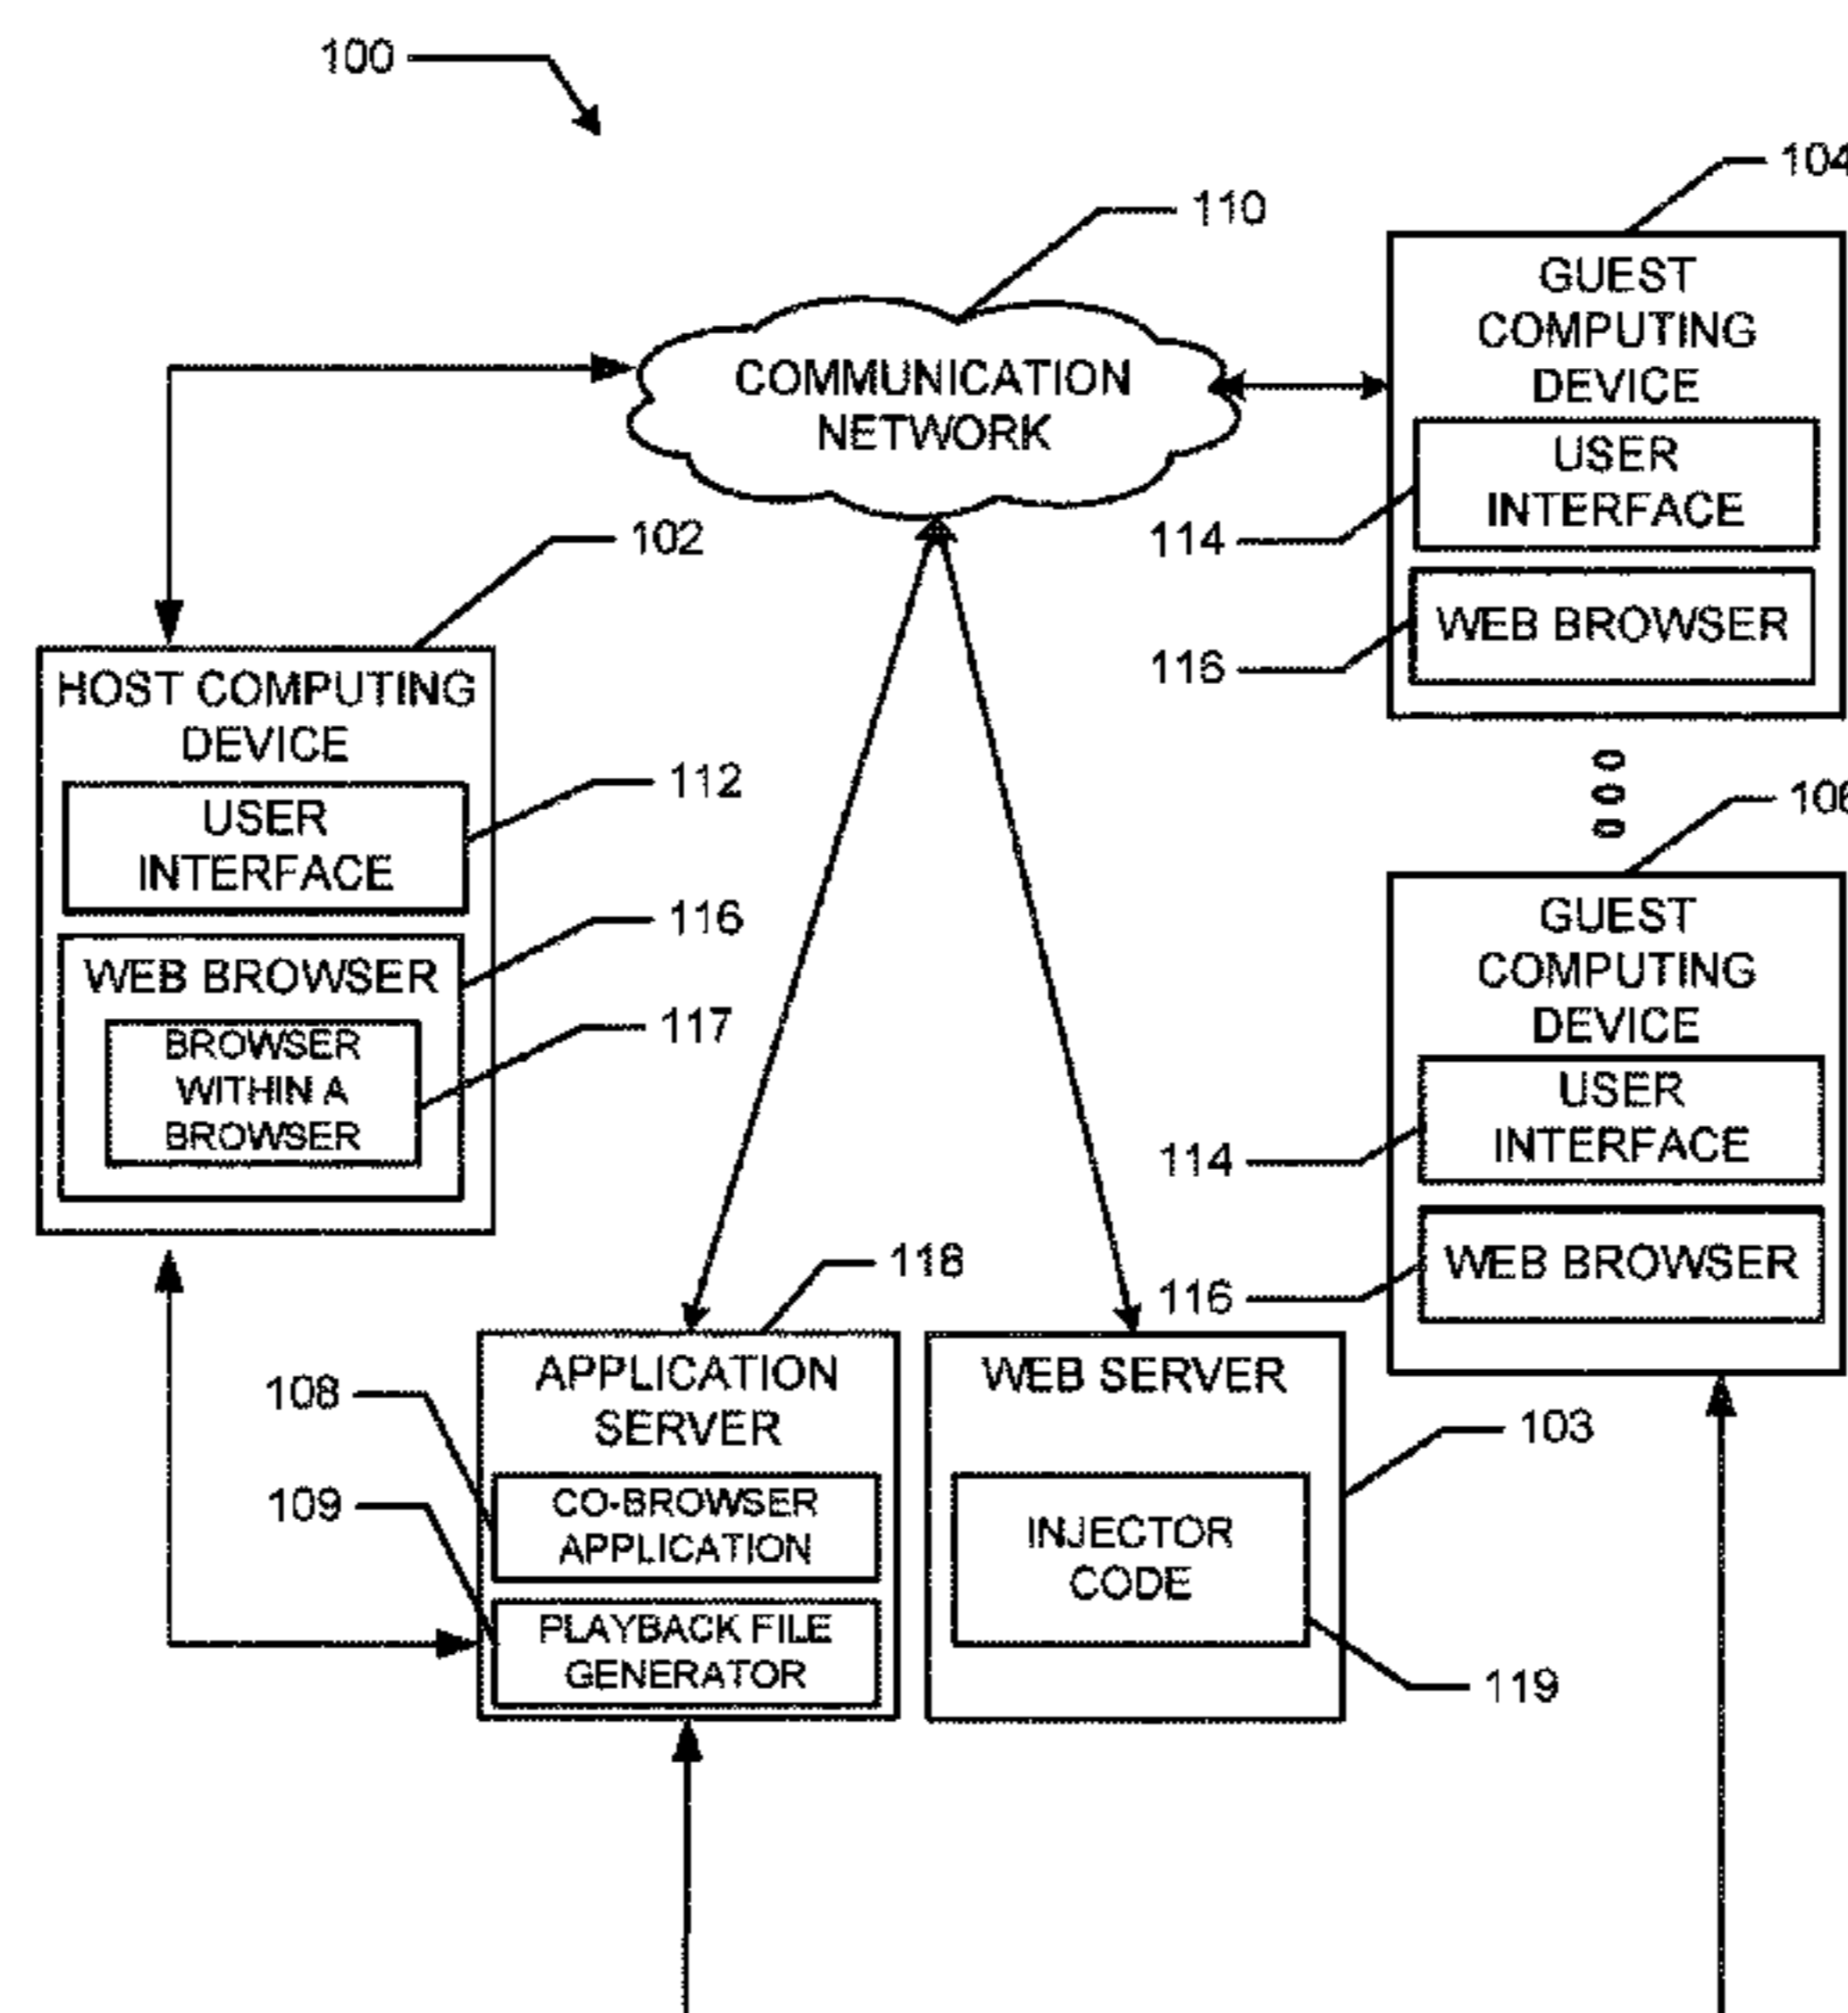 100
104
110
GUEST
COMPUTING
DEVICE
COMMUNICATION
NETWORK
USER
INTERFACE
114
102
WEB BROWSER
116
HOST COMPUTING
DEVICE
USER
INTERFACE
112
106
GUEST
COMPUTING
DEVICE
116
WEB BROWSER
117
BROWSER
WITHIN A
BROWSER
USER
INTERFACE
114
118
WEB BROWSER
116
APPLICATION
SERVER
WEB SERVER
108
103
CO-BROWSER
APPLICATION
109
INJECTOR
CODE
PLAYBACK FILE
GENERATOR
119